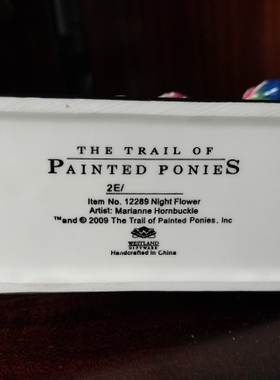 THE TRAIL OF
PAINTED PONIES
2E/
Item No. 12289 Night Flower
Artist: Marianne Hornbuckle
™and © 2009 The Trail of Painted Ponies, Inc
WESTLAND
GIFTWARE
Handcrafted in China